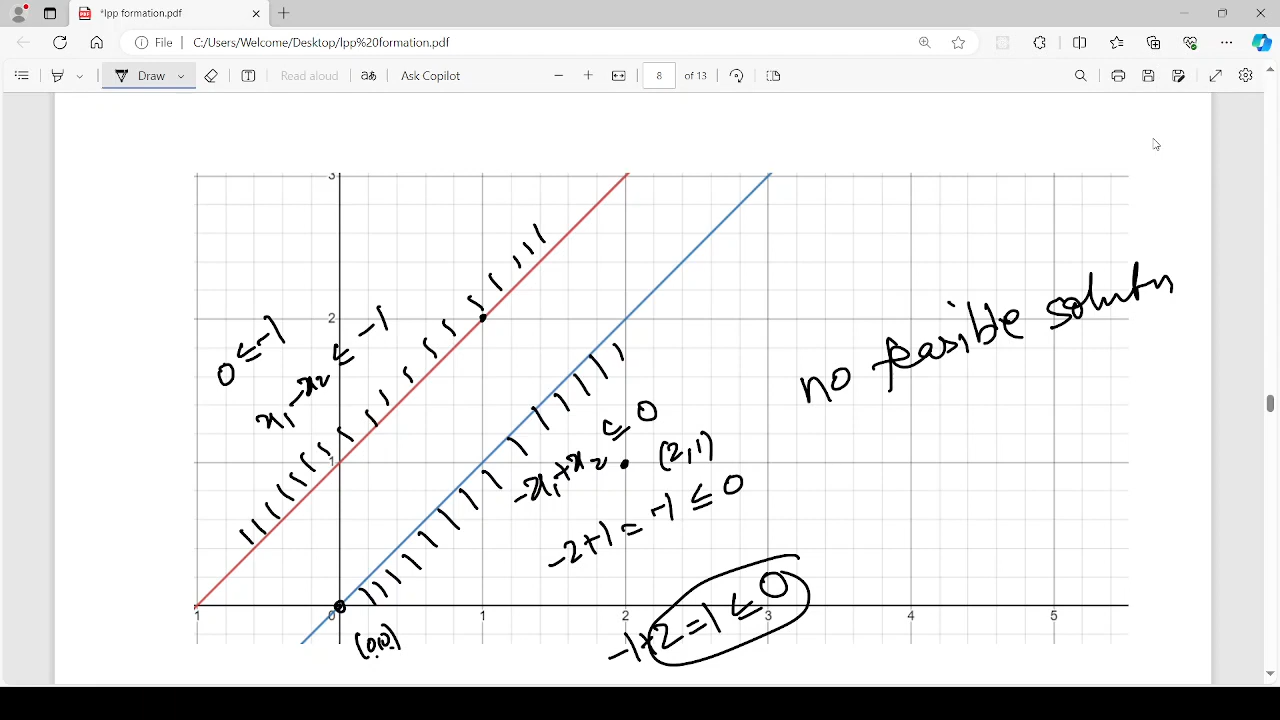 *lpp formation.pdf
File C:/Users/Welcome/Desktop/lpp%20formation.pdf
Draw Read aloud Ask Copilot 8 of 13
3
2
1
1 0 1 2 3 4 5
0 ≤ -1
x₁ - x₂ ≤ -1
-x₁ + x₂ ≤ 0
(2,1)
-2+1 = -1 ≤ 0
-1+2 = 1 ≤ 0
(0,0)
no feasible